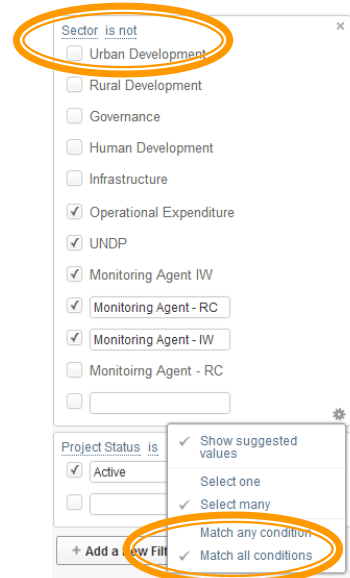 Sector is not
Urban Development
Rural Development
Governance
Human Development
Infrastructure
Operational Expenditure
UNDP
Monitoring Agent IW
Monitoring Agent - RC
Monitoring Agent - IW
Monitoirng Agent - RC
Project Status is
Active
Show suggested
values
Select one
Select many
Match any condition
Match all conditions
+ Add a New Filt